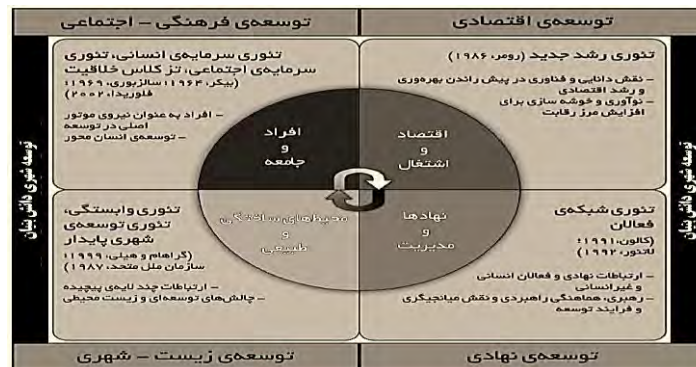 توسعه‌ی اقتصادی
توسعه‌ی فرهنگی – اجتماعی
تئوری رشد جدید (رومر، ۱۹۸۶)
– نقش دانایی و فناوری در پیش راندن بهره‌وری
و رشد اقتصادی
– نوآوری و خوشه سازی برای
افزایش مرز رقابت
تئوری سرمایه‌ی انسانی، تئوری
سرمایه‌ی اجتماعی، تز کلاس خلاقیت
(بیکر، ۱۹۶۴؛ سالزبوری، ۱۹۶۹؛
فلوریدا، ۲۰۰۲)
– افراد به عنوان نیروی موتور
اصلی در توسعه
– توسعه‌ی انسان محور
اقتصاد
و
اشتغال
افراد
و
جامعه
نهادها
و
مدیریت
محیط‌های ساختگی
و
طبیعی
تئوری شبکه‌ی
فعالان
(کالون، ۱۹۹۱؛
لاتور، ۱۹۹۲)
– ارتباطات نهادی و فعالان انسانی
و غیرانسانی
– رهبری، هماهنگی راهبردی و نقش میانجیگری
و فرایند توسعه
تئوری وابستگی،
تئوری توسعه‌ی
شهری پایدار
(گراهام و هیلی، ۱۹۹۹؛
سازمان ملل متحد، ۱۹۸۷)
– ارتباطات چند لایه‌ی پیچیده
– چالش‌های توسعه‌ای و زیست محیطی
توسعه‌ی نهادی
توسعه‌ی زیست – شهری
توسعه شهری دانش بنیان
توسعه شهری دانش بنیان